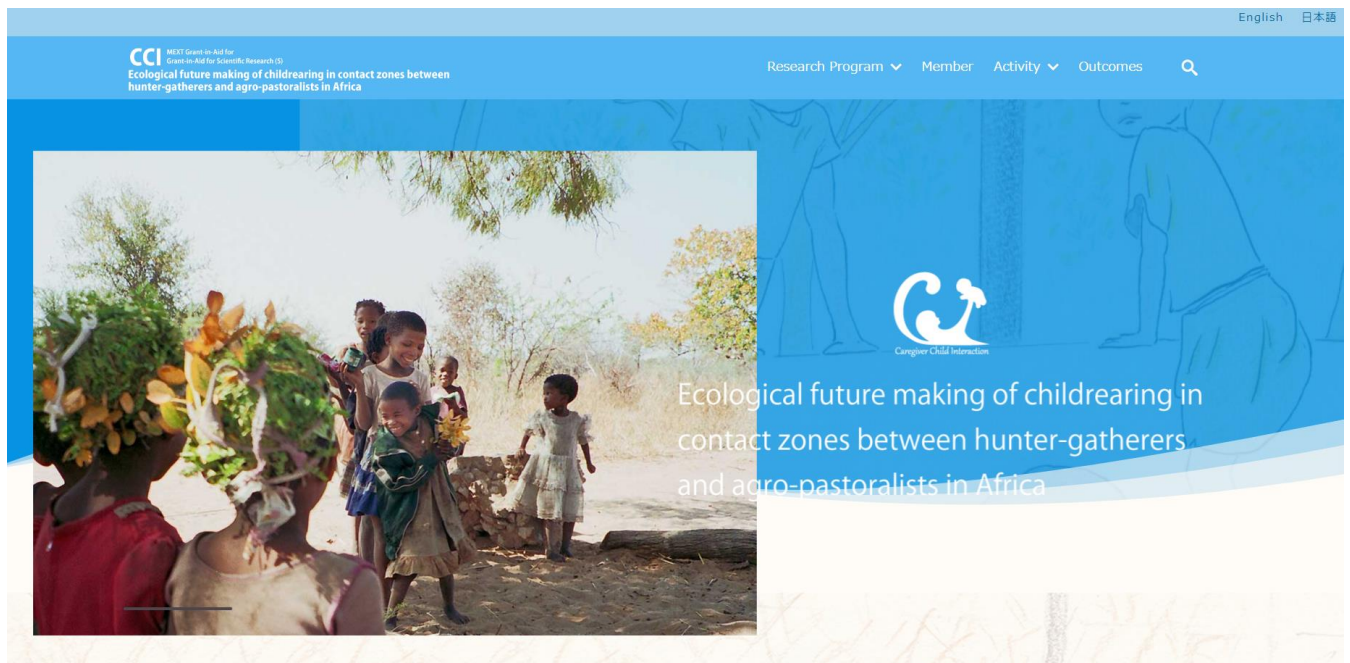 English 日本語
CCI MEXT Grant-in-Aid for
Grant-in-Aid for Scientific Research (S)
Ecological future making of childrearing in contact zones between
hunter-gatherers and agro-pastoralists in Africa
Research Program Member Activity Outcomes
Caregiver Child Interaction
Ecological future making of childrearing in
contact zones between hunter-gatherers
and agro-pastoralists in Africa